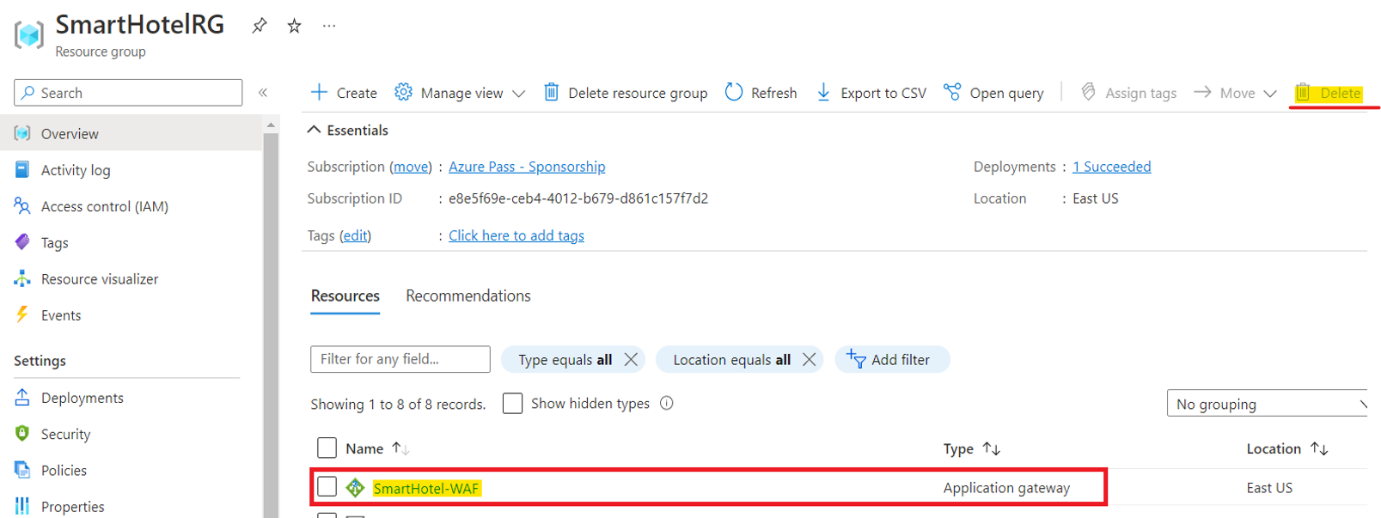 SmartHotelRG
Resource group
Search
Overview
Activity log
Access control (IAM)
Tags
Resource visualizer
Events
Settings
Deployments
Security
Policies
Properties
Create Manage view Delete resource group Refresh Export to CSV Open query Assign tags Move Delete
Essentials
Subscription (move) : Azure Pass - Sponsorship Deployments : 1 Succeeded
Subscription ID : e8e5f69e-ceb4-4012-b679-d861c157f7d2 Location : East US
Tags (edit) : Click here to add tags
Resources Recommendations
Filter for any field... Type equals all Location equals all Add filter
Showing 1 to 8 of 8 records. Show hidden types No grouping
Name Type Location
SmartHotel-WAF Application gateway East US